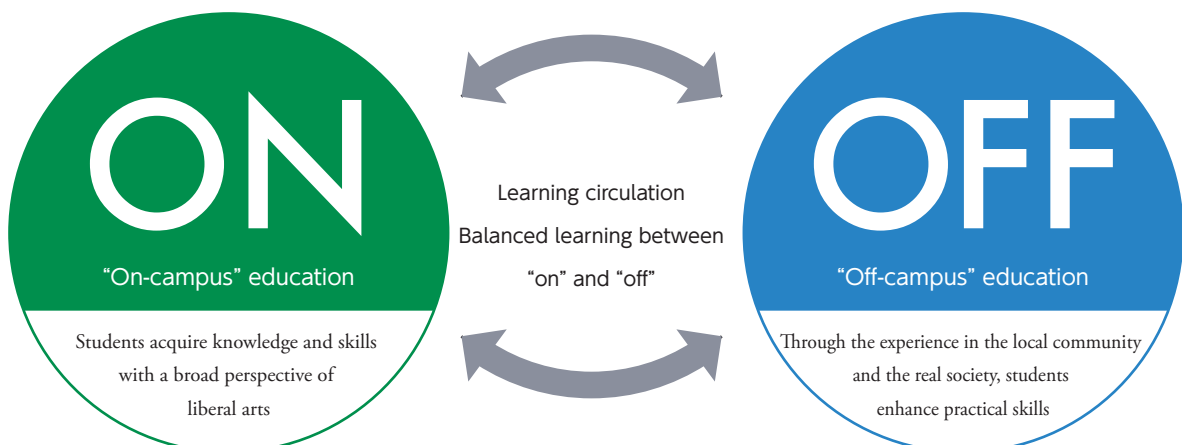 ON
“On-campus” education
Students acquire knowledge and skills
with a broad perspective of
liberal arts
Learning circulation
Balanced learning between
“on” and “off”
OFF
“Off-campus” education
Through the experience in the local community
and the real society, students
enhance practical skills